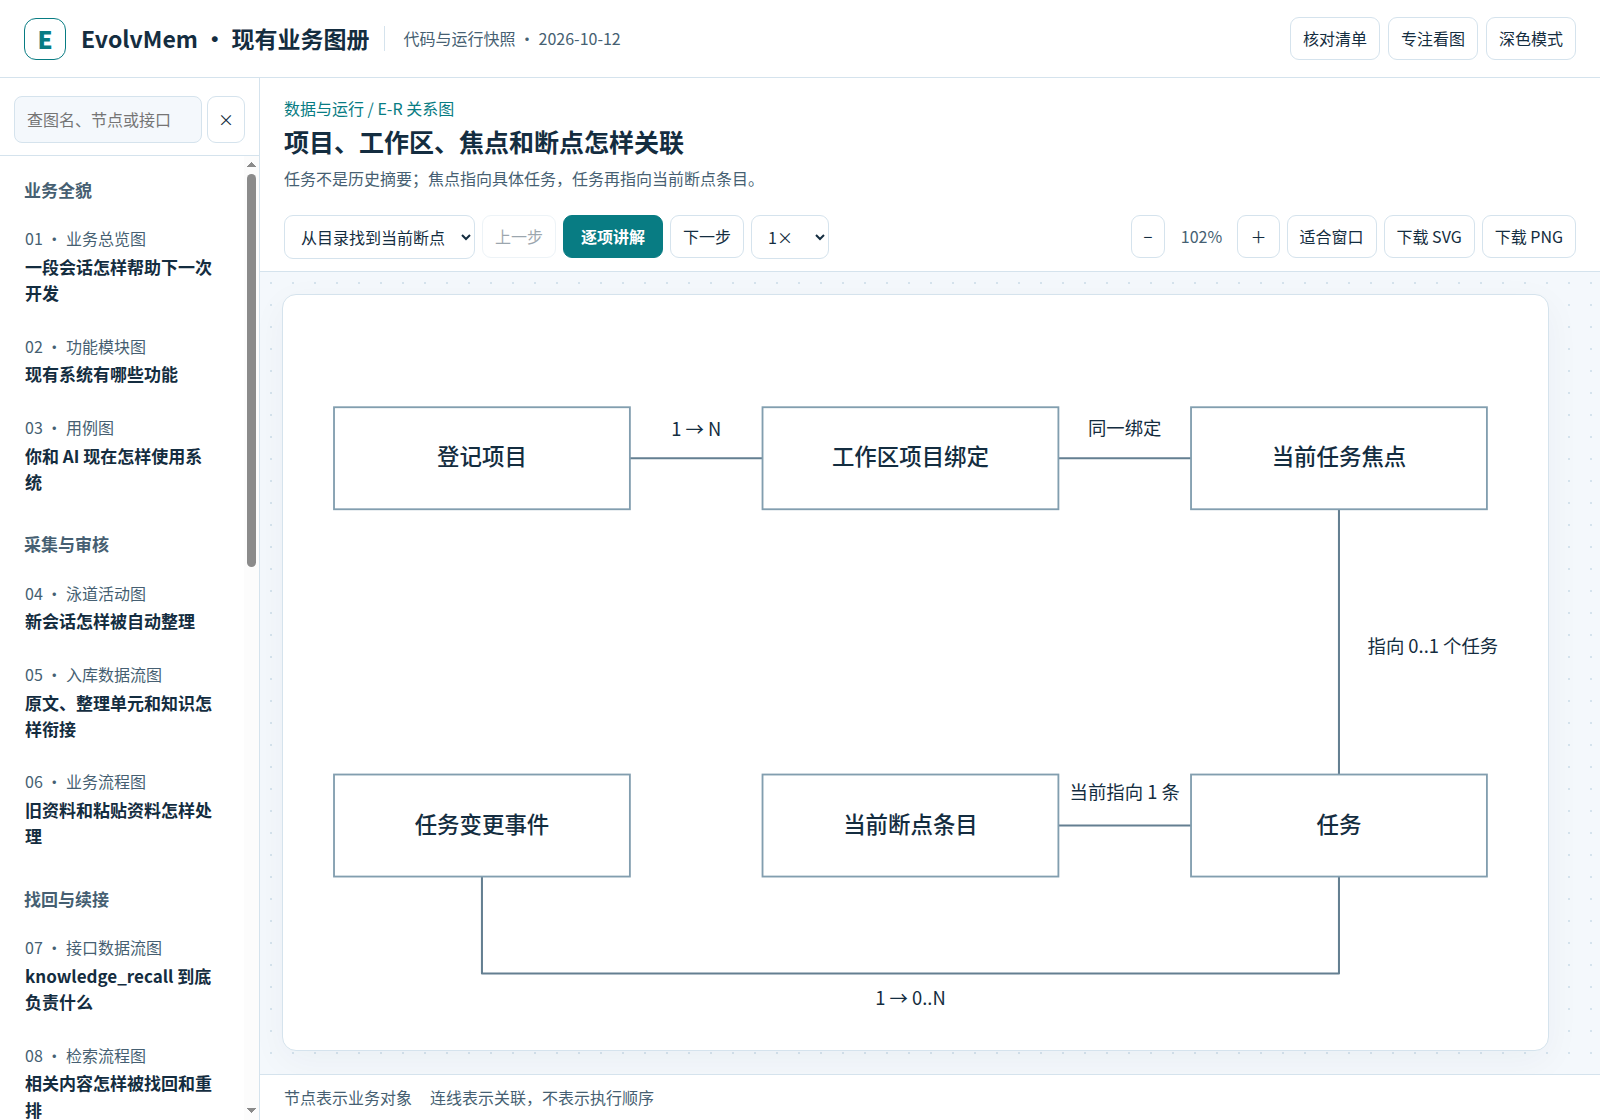 E
EvolvMem · 现有业务图册
代码与运行快照 · 2026-10-12
核对清单
专注看图
深色模式
查图名、节点或接口
×
业务全貌
01 · 业务总览图
一段会话怎样帮助下一次
开发
02 · 功能模块图
现有系统有哪些功能
03 · 用例图
你和 AI 现在怎样使用系
统
采集与审核
04 · 泳道活动图
新会话怎样被自动整理
05 · 入库数据流图
原文、整理单元和知识怎
样衔接
06 · 业务流程图
旧资料和粘贴资料怎样处
理
找回与续接
07 · 接口数据流图
knowledge_recall 到底
负责什么
08 · 检索流程图
相关内容怎样被找回和重
排
数据与运行 / E-R 关系图
项目、工作区、焦点和断点怎样关联
任务不是历史摘要；焦点指向具体任务，任务再指向当前断点条目。
从目录找到当前断点
上一步
逐项讲解
下一步
1×
−
102%
＋
适合窗口
下载 SVG
下载 PNG
登记项目
1 → N
工作区项目绑定
同一绑定
当前任务焦点
指向 0..1 个任务
任务变更事件
当前断点条目
当前指向 1 条
任务
1 → 0..N
节点表示业务对象
连线表示关联，不表示执行顺序